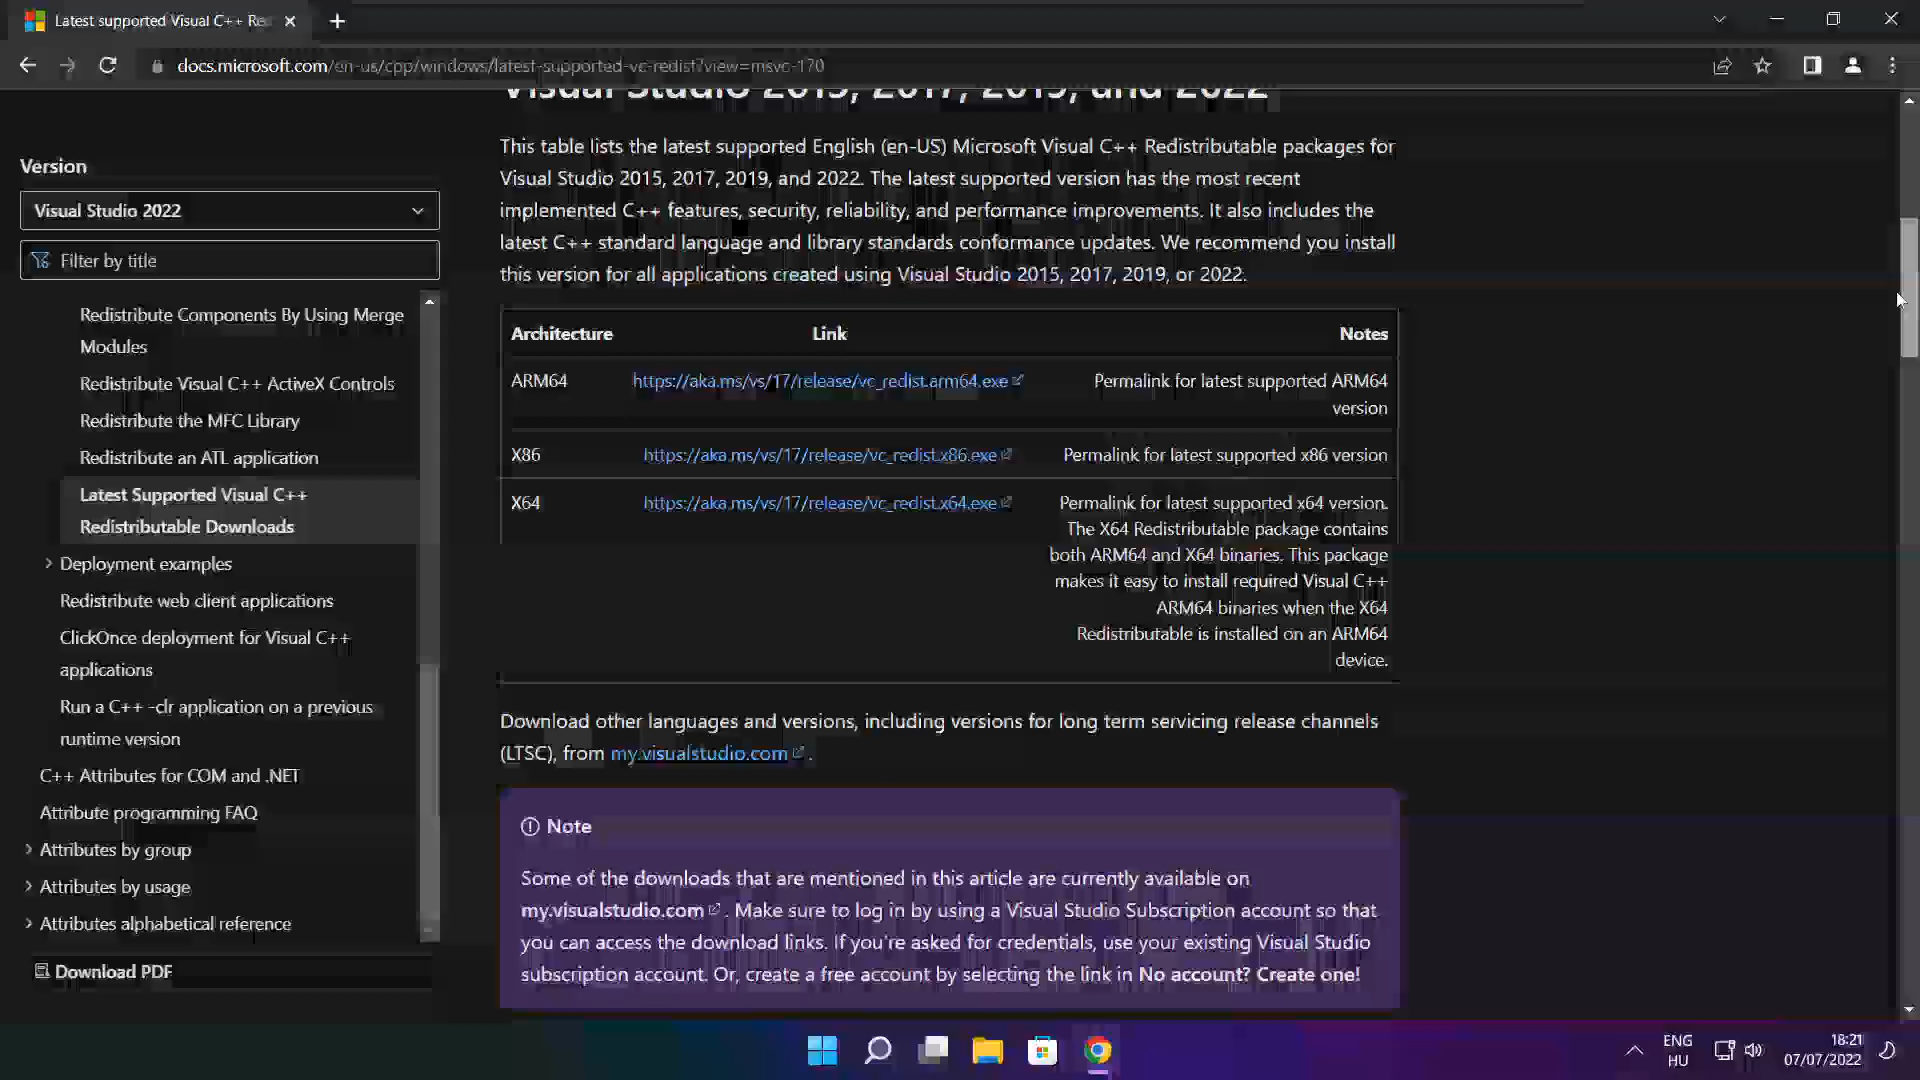 Latest supported Visual C++ Rec
docs.microsoft.com/en-us/cpp/windows/latest-supported-vc-redist?view=msvc-170
Version
Visual Studio 2022
Filter by title
Redistribute Components By Using Merge
Modules
Redistribute Visual C++ ActiveX Controls
Redistribute the MFC Library
Redistribute an ATL application
Latest Supported Visual C++
Redistributable Downloads
Deployment examples
Redistribute web client applications
ClickOnce deployment for Visual C++
applications
Run a C++ -clr application on a previous
runtime version
C++ Attributes for COM and .NET
Attribute programming FAQ
Attributes by group
Attributes by usage
Attributes alphabetical reference
Download PDF
Visual Studio 2015, 2017, 2019, and 2022
This table lists the latest supported English (en-US) Microsoft Visual C++ Redistributable packages for
Visual Studio 2015, 2017, 2019, and 2022. The latest supported version has the most recent
implemented C++ features, security, reliability, and performance improvements. It also includes the
latest C++ standard language and library standards conformance updates. We recommend you install
this version for all applications created using Visual Studio 2015, 2017, 2019, or 2022.
Architecture Link Notes
ARM64 https://aka.ms/vs/17/release/vc_redist.arm64.exe Permalink for latest supported ARM64
version
X86 https://aka.ms/vs/17/release/vc_redist.x86.exe Permalink for latest supported x86 version
X64 https://aka.ms/vs/17/release/vc_redist.x64.exe Permalink for latest supported x64 version.
The X64 Redistributable package contains
both ARM64 and X64 binaries. This package
makes it easy to install required Visual C++
ARM64 binaries when the X64
Redistributable is installed on an ARM64
device.
Download other languages and versions, including versions for long term servicing release channels
(LTSC), from my.visualstudio.com .
Note
Some of the downloads that are mentioned in this article are currently available on
my.visualstudio.com . Make sure to log in by using a Visual Studio Subscription account so that
you can access the download links. If you're asked for credentials, use your existing Visual Studio
subscription account. Or, create a free account by selecting the link in No account? Create one!
ENG
HU
18:21
07/07/2022